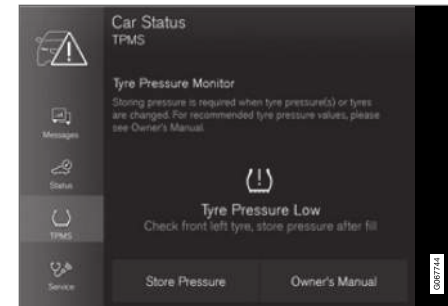 Car Status
TPMS
Tyre Pressure Monitor
Storing pressure is required when tyre pressure(s) or tyres
are changed. For recommended tyre pressure values, please
see Owner's Manual.
Messages
Status
TPMS
Service
Tyre Pressure Low
Check front left tyre, store pressure after fill
Store Pressure
Owner's Manual
G067744